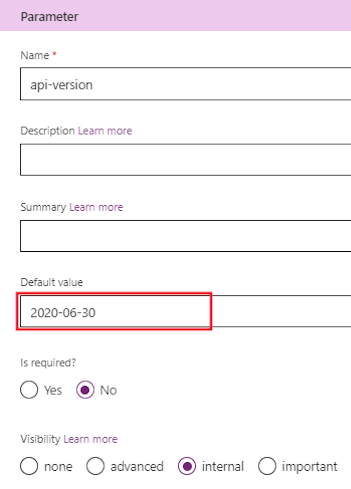 Parameter
Name *
api-version
Description Learn more
Summary Learn more
Default value
2020-06-30
Is required?
Yes No
Visibility Learn more
none advanced internal important